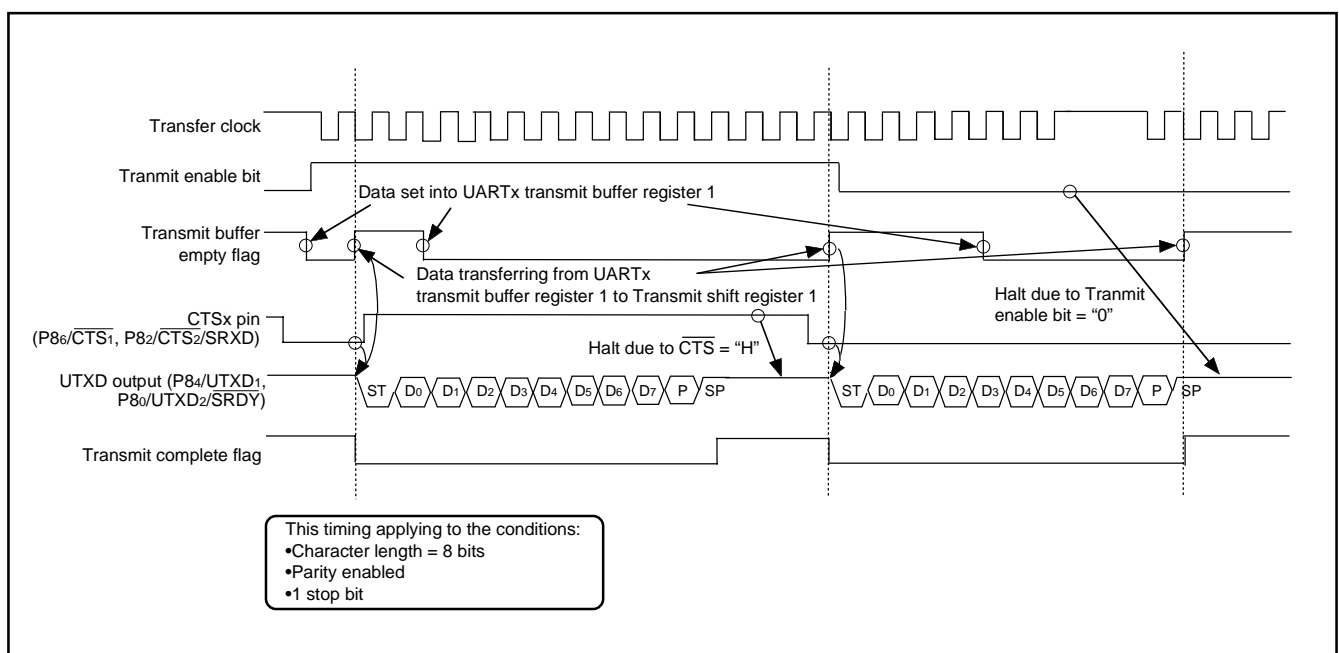 Transfer clock
Tranmit enable bit
Data set into UARTx transmit buffer register 1
Transmit buffer
empty flag
Data transferring from UARTx
transmit buffer register 1 to Transmit shift register 1
Halt due to Tranmit
enable bit = “0”
CTSx pin
(P86/CTS1, P82/CTS2/SRXD)
Halt due to CTS = “H”
UTXD output (P84/UTXD1,
P80/UTXD2/SRDY)
ST D0 D1 D2 D3 D4 D5 D6 D7 P SP
ST D0 D1 D2 D3 D4 D5 D6 D7 P SP
Transmit complete flag
This timing applying to the conditions:
•Character length = 8 bits
•Parity enabled
•1 stop bit